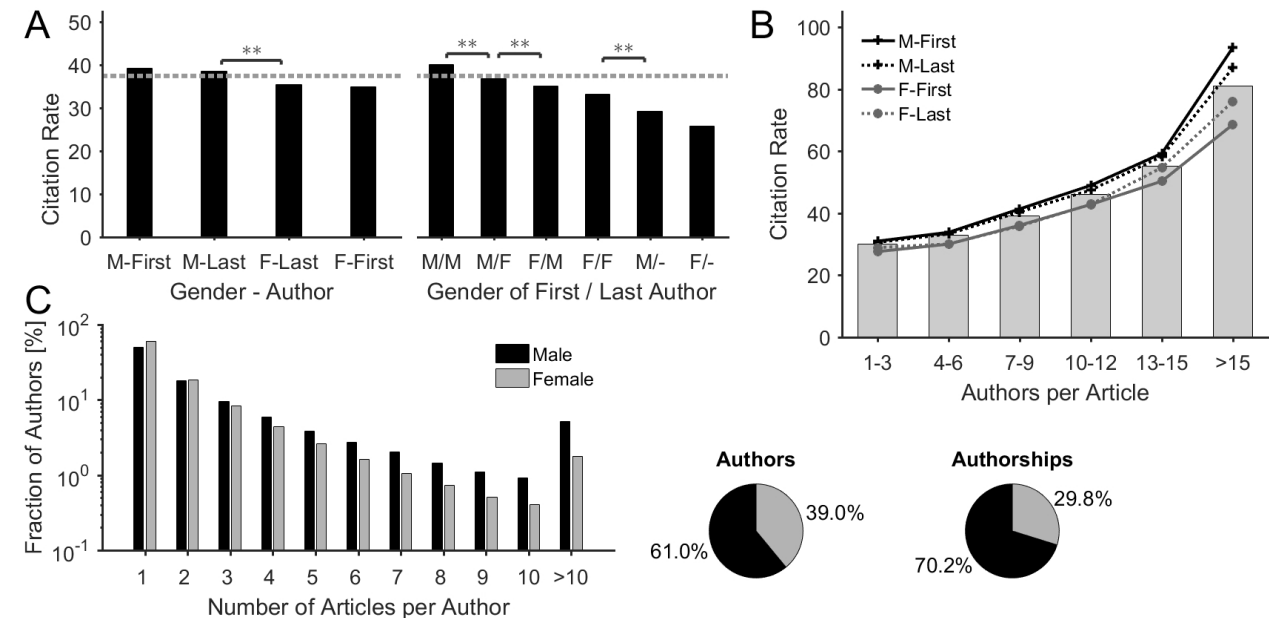 A
50
40
30
20
10
0
Citation Rate
**
M-First M-Last F-Last F-First
Gender - Author
** ** **
M/M M/F F/M F/F M/- F/-
Gender of First / Last Author
B
100
80
60
40
20
0
Citation Rate
M-First
M-Last
F-First
F-Last
1-3 4-6 7-9 10-12 13-15 >15
Authors per Article
C
10^2
10^1
10^0
10^-1
Fraction of Authors [%]
Male
Female
1 2 3 4 5 6 7 8 9 10 >10
Number of Articles per Author
Authors
39.0%
61.0%
Authorships
29.8%
70.2%